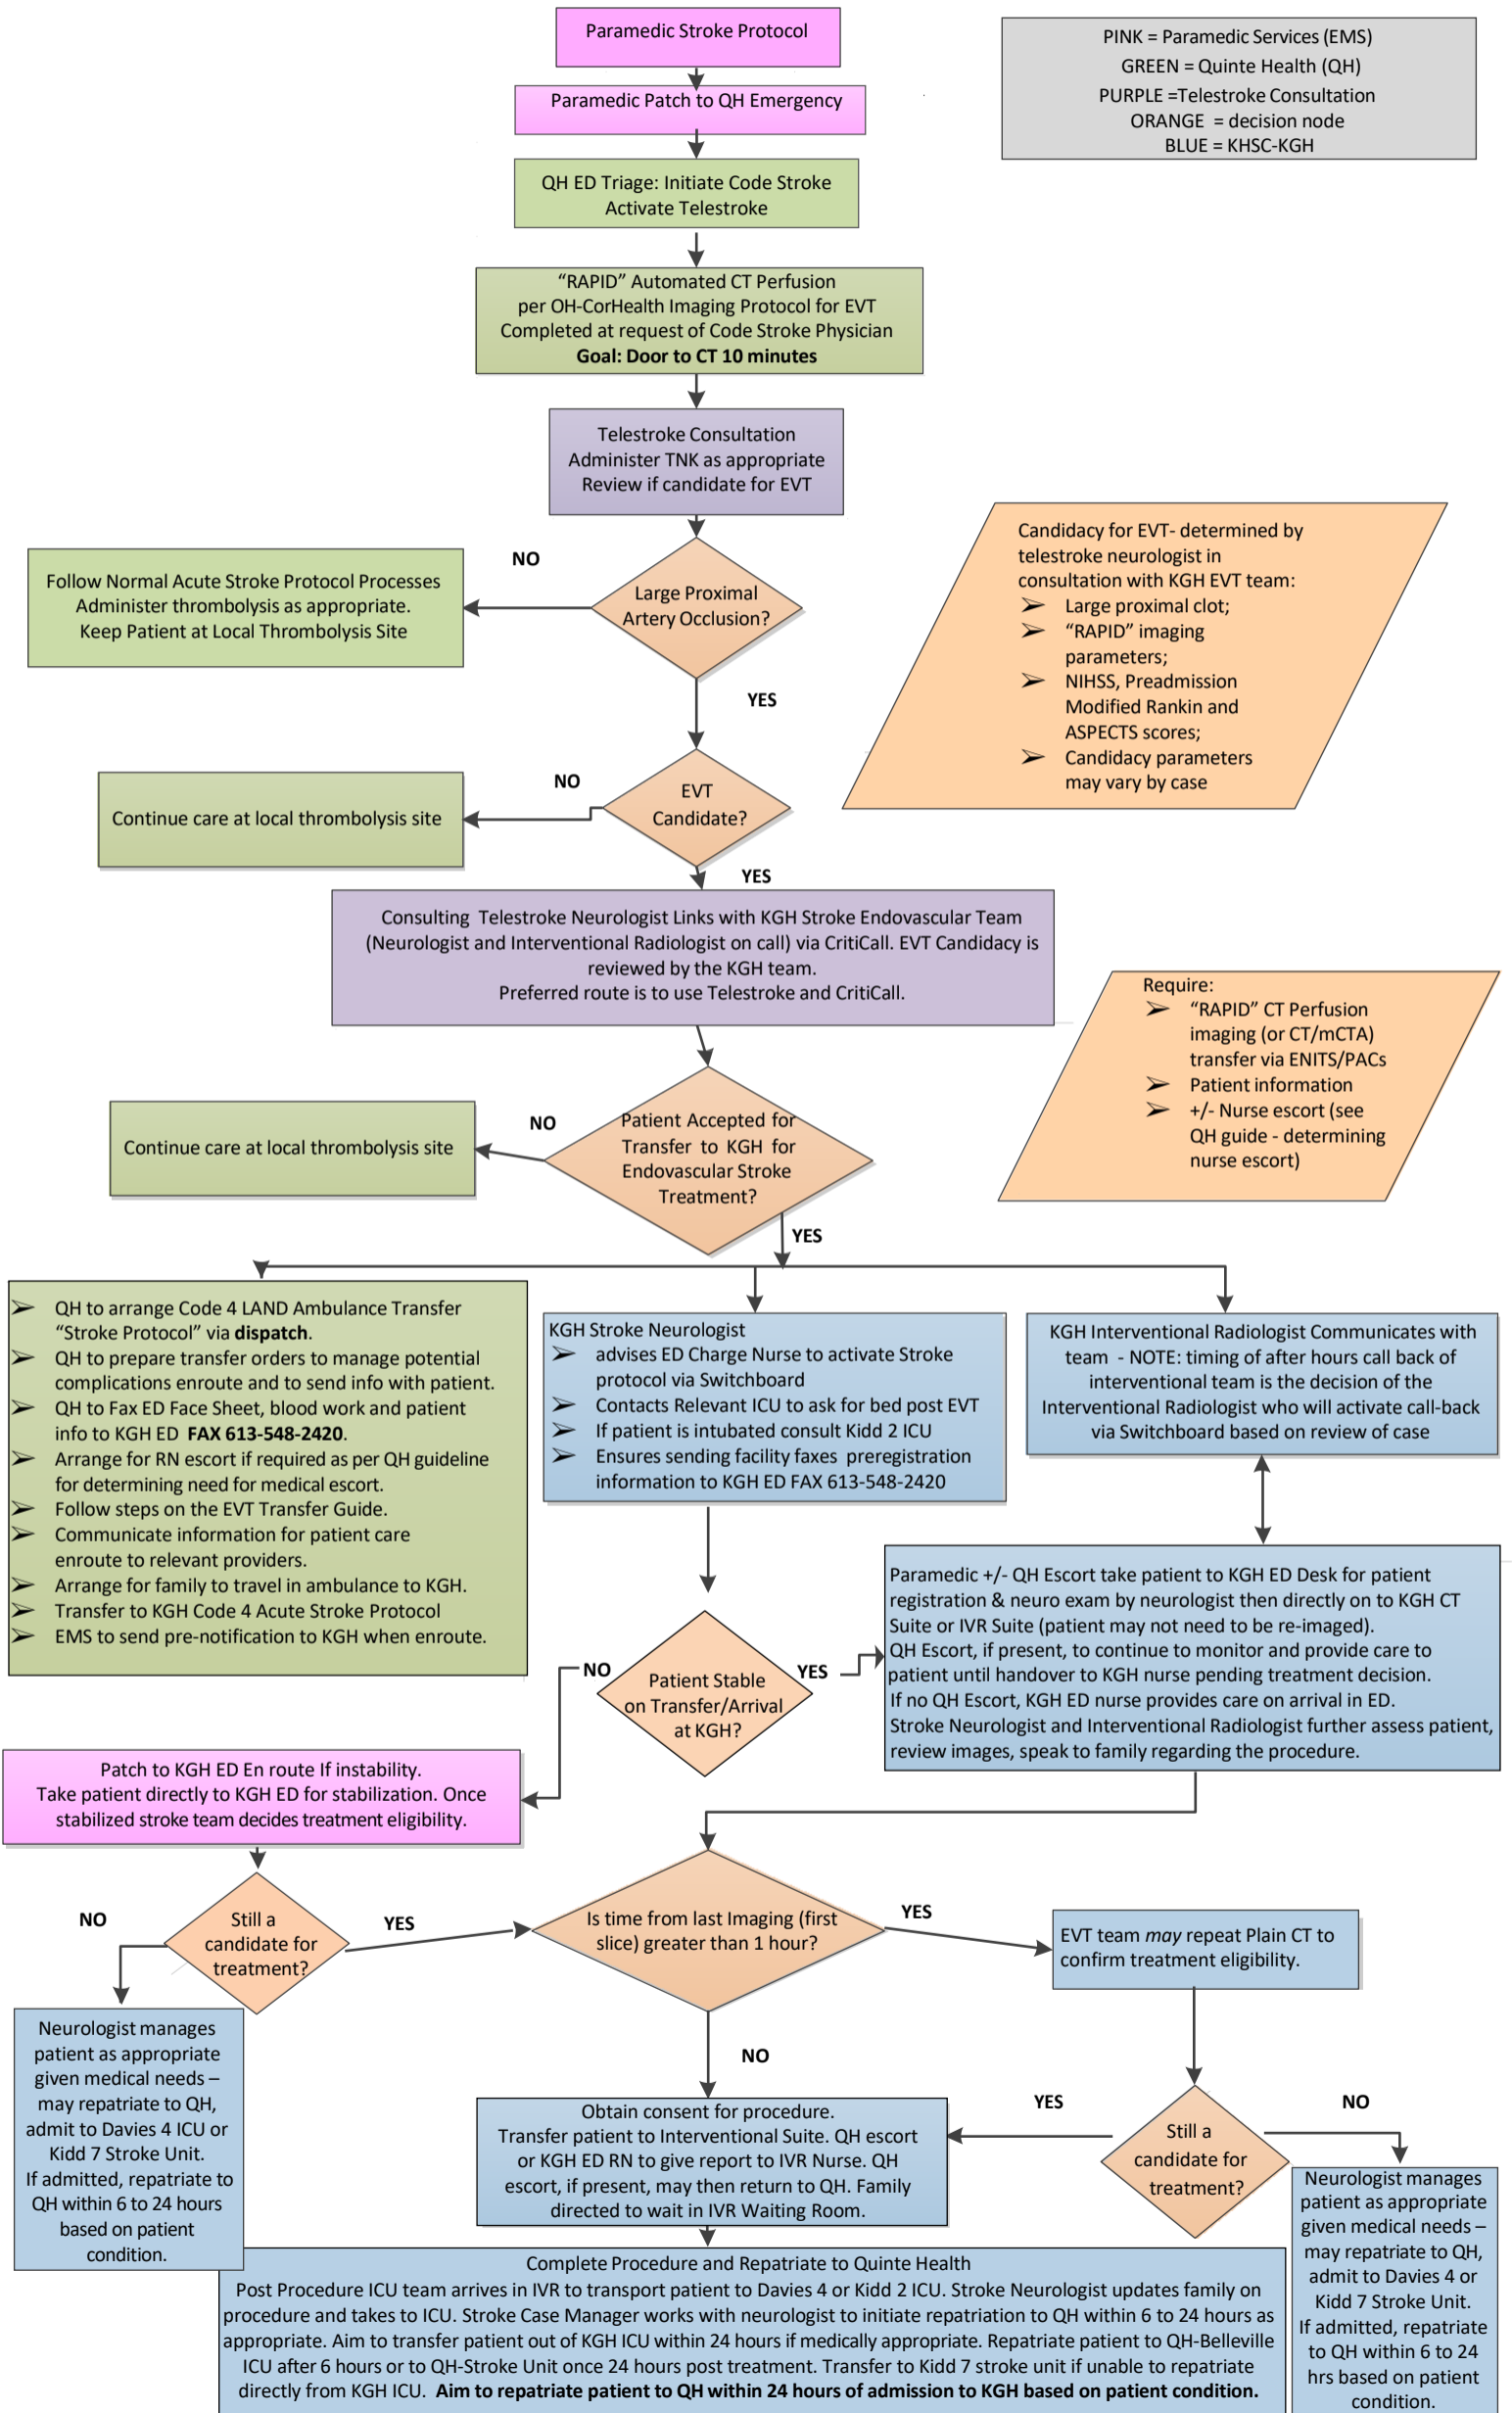 Paramedic Stroke Protocol
PINK = Paramedic Services (EMS)
GREEN = Quinte Health (QH)
PURPLE =Telestroke Consultation
ORANGE = decision node
BLUE = KHSC-KGH
Paramedic Patch to QH Emergency
QH ED Triage: Initiate Code Stroke
Activate Telestroke
“RAPID” Automated CT Perfusion
per OH-CorHealth Imaging Protocol for EVT
Completed at request of Code Stroke Physician
Goal: Door to CT 10 minutes
Telestroke Consultation
Administer TNK as appropriate
Review if candidate for EVT
Candidacy for EVT- determined by
telestroke neurologist in
consultation with KGH EVT team:
➢ Large proximal clot;
➢ “RAPID” imaging
parameters;
➢ NIHSS, Preadmission
Modified Rankin and
ASPECTS scores;
➢ Candidacy parameters
may vary by case
Large Proximal
Artery Occlusion?
NO
Follow Normal Acute Stroke Protocol Processes
Administer thrombolysis as appropriate.
Keep Patient at Local Thrombolysis Site
YES
EVT
Candidate?
NO
Continue care at local thrombolysis site
YES
Consulting Telestroke Neurologist Links with KGH Stroke Endovascular Team
(Neurologist and Interventional Radiologist on call) via CritiCall. EVT Candidacy is
reviewed by the KGH team.
Preferred route is to use Telestroke and CritiCall.
Require:
➢ “RAPID” CT Perfusion
imaging (or CT/mCTA)
transfer via ENITS/PACs
➢ Patient information
➢ +/- Nurse escort (see
QH guide - determining
nurse escort)
Patient Accepted for
Transfer to KGH for
Endovascular Stroke
Treatment?
NO
Continue care at local thrombolysis site
YES
➢ QH to arrange Code 4 LAND Ambulance Transfer
“Stroke Protocol” via dispatch.
➢ QH to prepare transfer orders to manage potential
complications enroute and to send info with patient.
➢ QH to Fax ED Face Sheet, blood work and patient
info to KGH ED FAX 613-548-2420.
➢ Arrange for RN escort if required as per QH guideline
for determining need for medical escort.
➢ Follow steps on the EVT Transfer Guide.
➢ Communicate information for patient care
enroute to relevant providers.
➢ Arrange for family to travel in ambulance to KGH.
➢ Transfer to KGH Code 4 Acute Stroke Protocol
➢ EMS to send pre-notification to KGH when enroute.
KGH Stroke Neurologist
➢ advises ED Charge Nurse to activate Stroke
protocol via Switchboard
➢ Contacts Relevant ICU to ask for bed post EVT
➢ If patient is intubated consult Kidd 2 ICU
➢ Ensures sending facility faxes preregistration
information to KGH ED FAX 613-548-2420
KGH Interventional Radiologist Communicates with
team - NOTE: timing of after hours call back of
interventional team is the decision of the
Interventional Radiologist who will activate call-back
via Switchboard based on review of case
Patient Stable
on Transfer/Arrival
at KGH?
NO
YES
Paramedic +/- QH Escort take patient to KGH ED Desk for patient
registration & neuro exam by neurologist then directly on to KGH CT
Suite or IVR Suite (patient may not need to be re-imaged).
QH Escort, if present, to continue to monitor and provide care to
patient until handover to KGH nurse pending treatment decision.
If no QH Escort, KGH ED nurse provides care on arrival in ED.
Stroke Neurologist and Interventional Radiologist further assess patient,
review images, speak to family regarding the procedure.
Patch to KGH ED En route If instability.
Take patient directly to KGH ED for stabilization. Once
stabilized stroke team decides treatment eligibility.
Still a
candidate for
treatment?
NO
YES
Is time from last Imaging (first
slice) greater than 1 hour?
YES
EVT team may repeat Plain CT to
confirm treatment eligibility.
NO
Neurologist manages
patient as appropriate
given medical needs –
may repatriate to QH,
admit to Davies 4 ICU or
Kidd 7 Stroke Unit.
If admitted, repatriate to
QH within 6 to 24 hours
based on patient
condition.
Obtain consent for procedure.
Transfer patient to Interventional Suite. QH escort
or KGH ED RN to give report to IVR Nurse. QH
escort, if present, may then return to QH. Family
directed to wait in IVR Waiting Room.
YES
Still a
candidate for
treatment?
NO
Neurologist manages
patient as appropriate
given medical needs –
may repatriate to QH,
admit to Davies 4 or
Kidd 7 Stroke Unit.
If admitted, repatriate
to QH within 6 to 24
hrs based on patient
condition.
Complete Procedure and Repatriate to Quinte Health
Post Procedure ICU team arrives in IVR to transport patient to Davies 4 or Kidd 2 ICU. Stroke Neurologist updates family on
procedure and takes to ICU. Stroke Case Manager works with neurologist to initiate repatriation to QH within 6 to 24 hours as
appropriate. Aim to transfer patient out of KGH ICU within 24 hours if medically appropriate. Repatriate patient to QH-Belleville
ICU after 6 hours or to QH-Stroke Unit once 24 hours post treatment. Transfer to Kidd 7 stroke unit if unable to repatriate
directly from KGH ICU. Aim to repatriate patient to QH within 24 hours of admission to KGH based on patient condition.